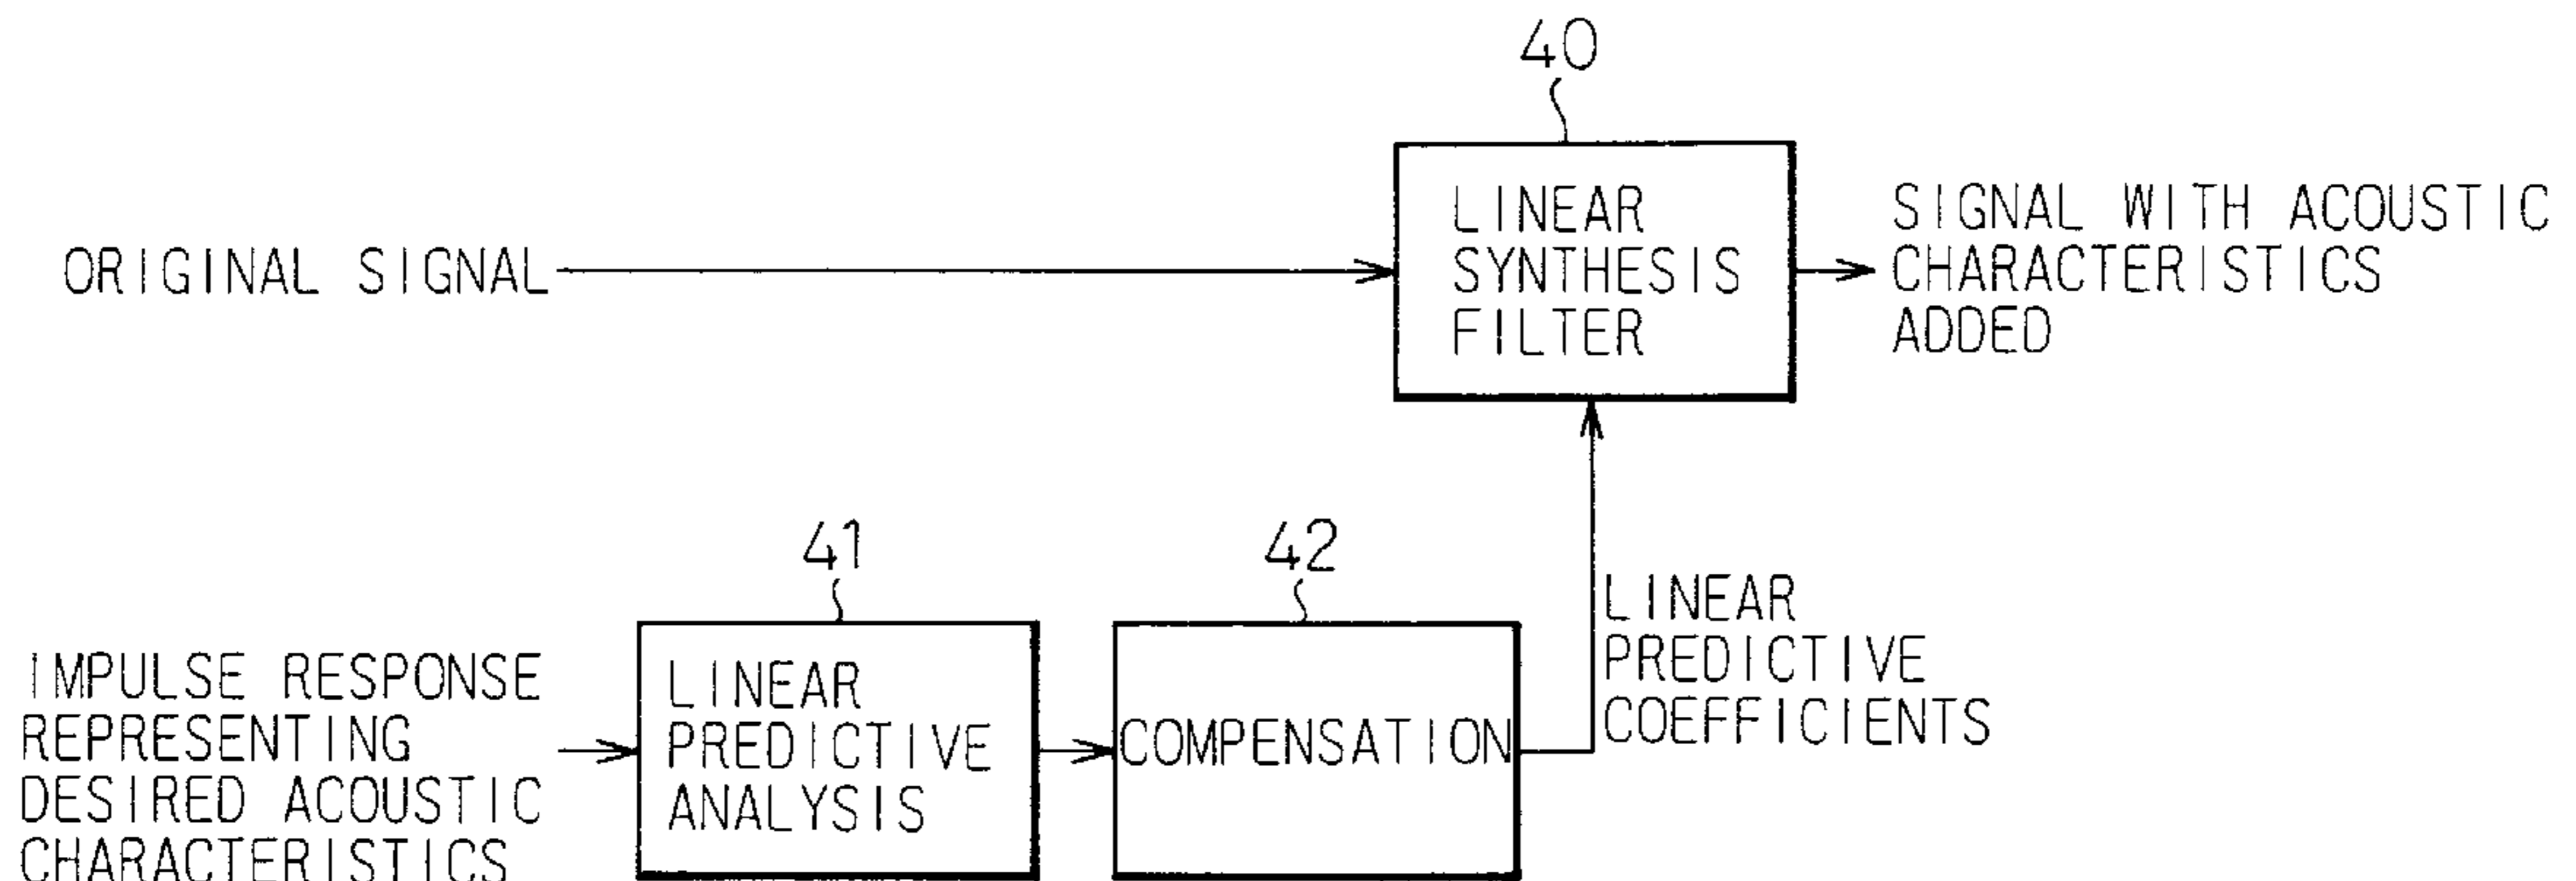 40
LINEAR
SYNTHESIS
FILTER
SIGNAL WITH ACOUSTIC
CHARACTERISTICS
ADDED
ORIGINAL SIGNAL
41
42
LINEAR
PREDICTIVE
COEFFICIENTS
IMPULSE RESPONSE
REPRESENTING
DESIRED ACOUSTIC
CHARACTERISTICS
LINEAR
PREDICTIVE
ANALYSIS
COMPENSATION